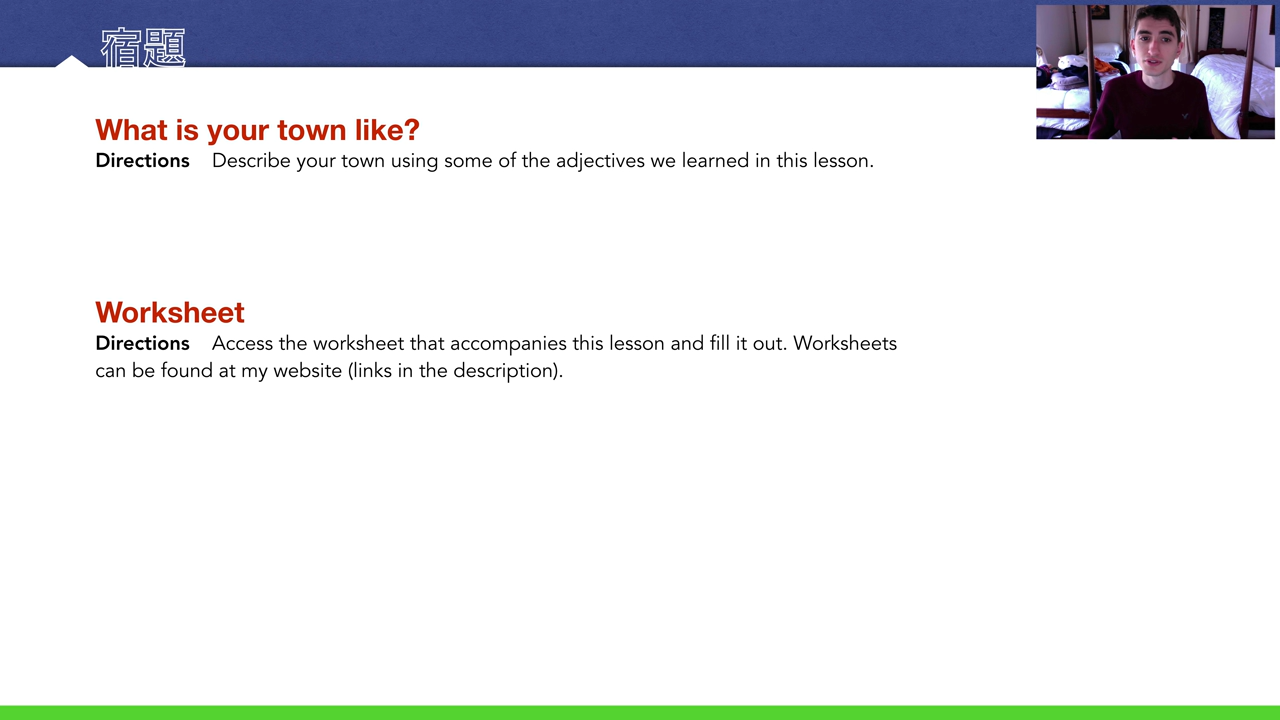 宿題
What is your town like?
Directions Describe your town using some of the adjectives we learned in this lesson.
Worksheet
Directions Access the worksheet that accompanies this lesson and fill it out. Worksheets
can be found at my website (links in the description).